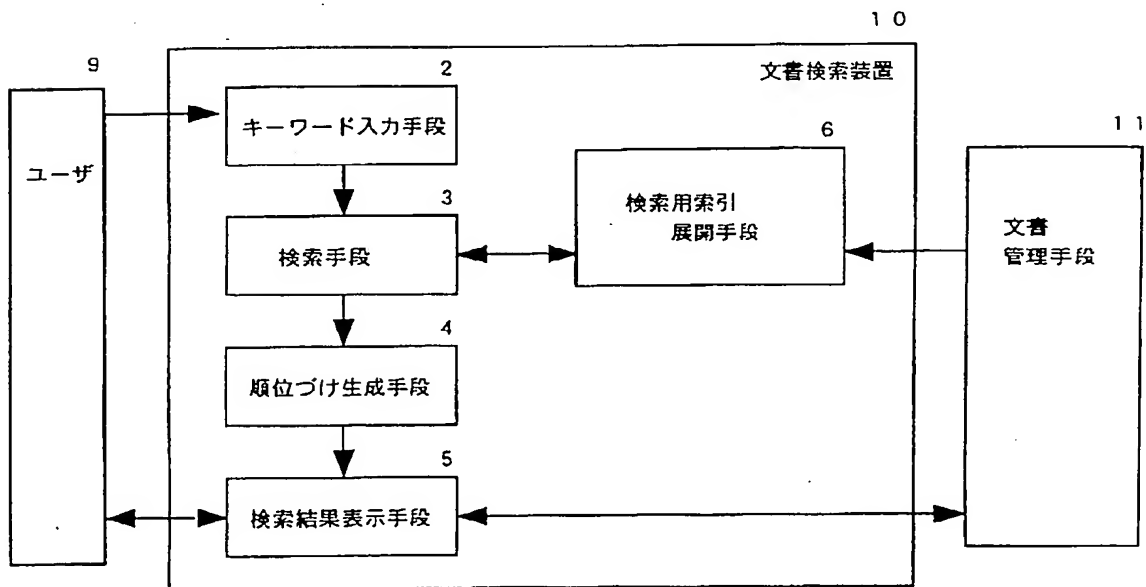 １０
文書検索装置
９
ユーザ
２
キーワード入力手段
３
検索手段
４
順位づけ生成手段
５
検索結果表示手段
６
検索用索引
展開手段
１１
文書
管理手段